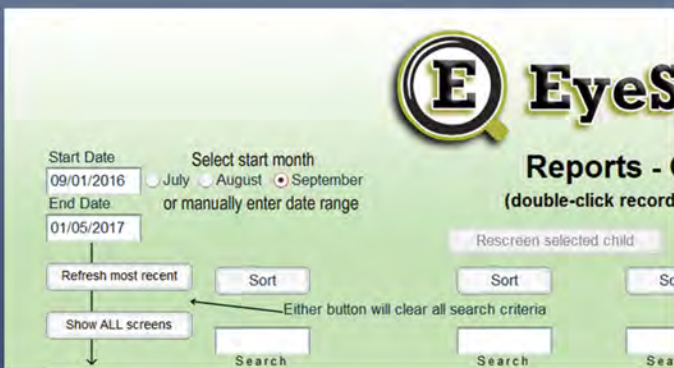 E EyeS
Start Date
Select start month
Reports -
09/01/2016 July August September
End Date
or manually enter date range
(double-click record
01/05/2017
Rescreen selected child
Refresh most recent
Sort
Sort
So
Either button will clear all search criteria
Show ALL screens
Search
Search
Sea